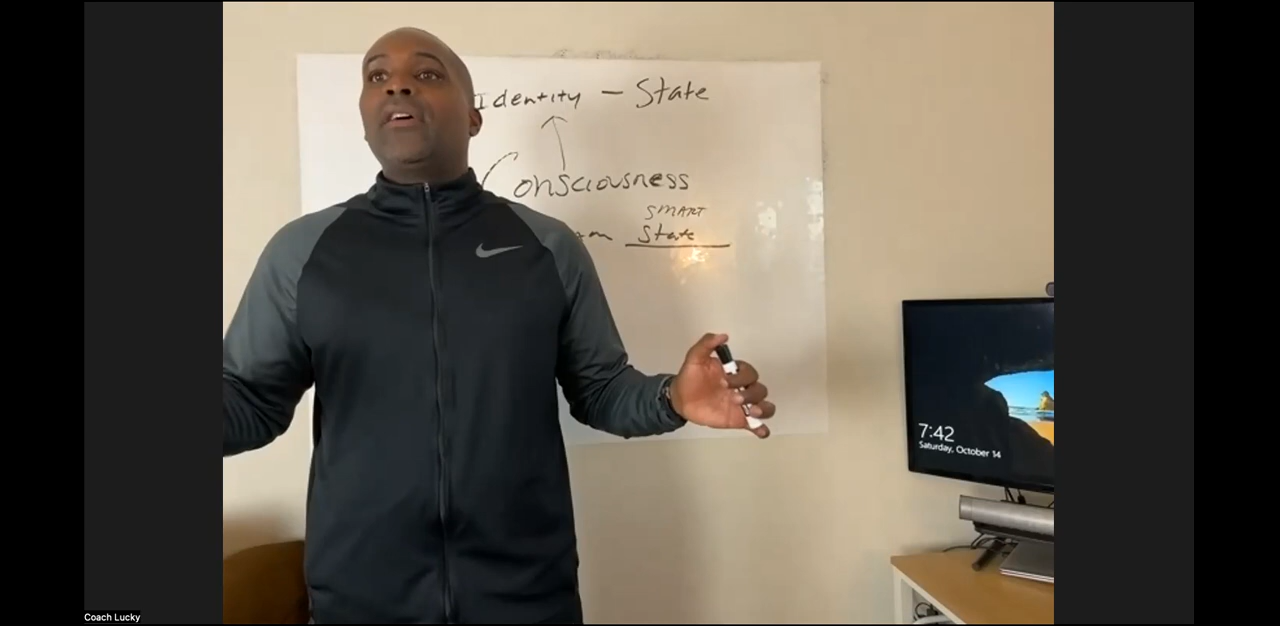 Identity – State
Consciousness
SMART
State
7:42
Saturday, October 14
Coach Lucky